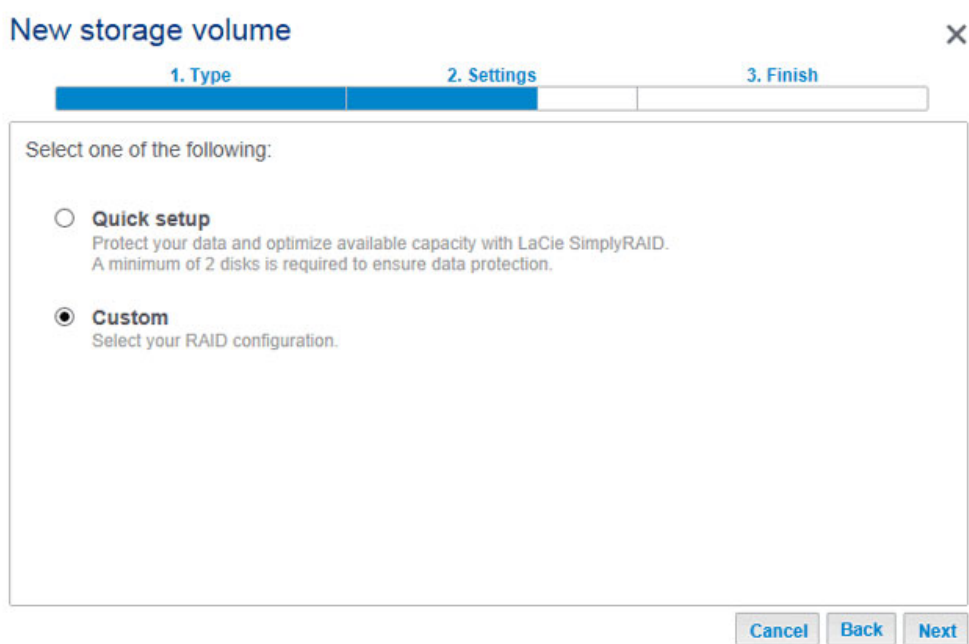 New storage volume
1. Type 2. Settings 3. Finish
Select one of the following:
Quick setup
Protect your data and optimize available capacity with LaCie SimplyRAID.
A minimum of 2 disks is required to ensure data protection.
Custom
Select your RAID configuration.
Cancel Back Next